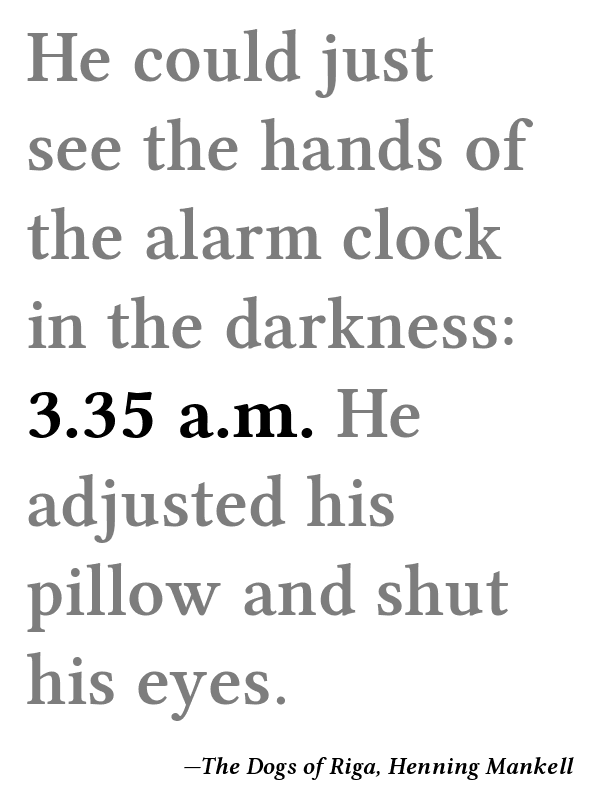 He could just
see the hands of
the alarm clock
in the darkness:
3.35 a.m. He
adjusted his
pillow and shut
his eyes.
—The Dogs of Riga, Henning Mankell